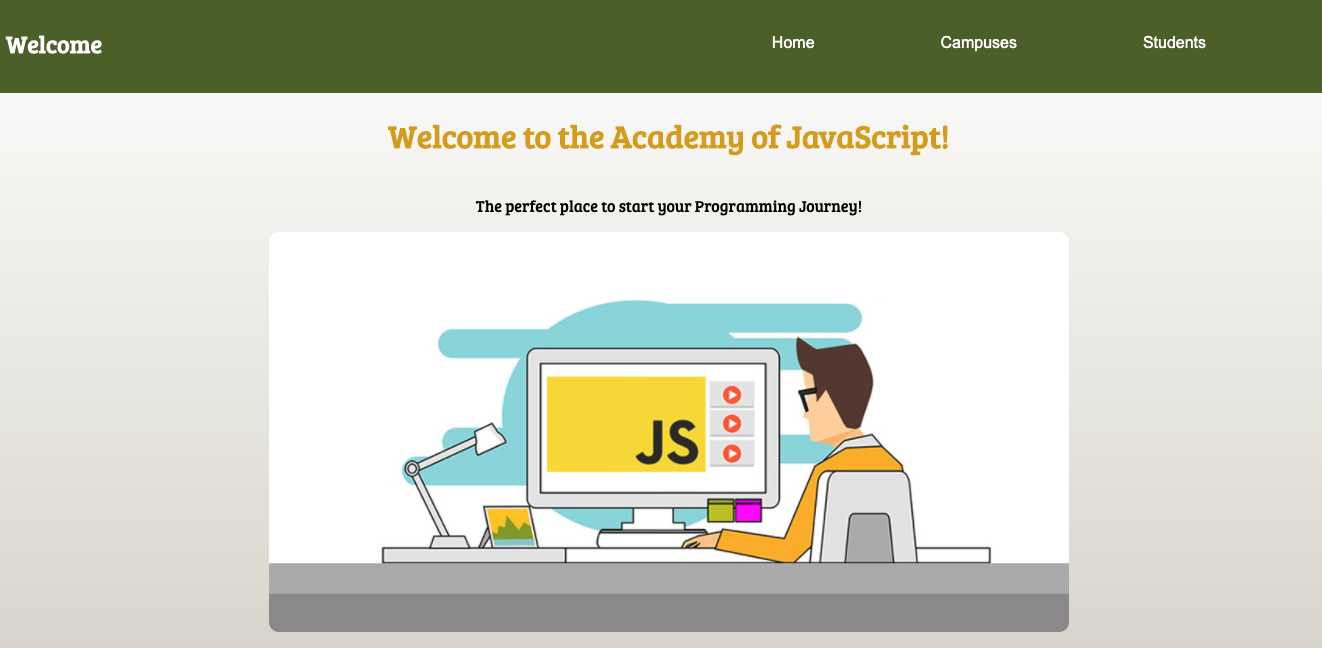 Welcome
Home Campuses Students
Welcome to the Academy of JavaScript!
The perfect place to start your Programming Journey!
JS